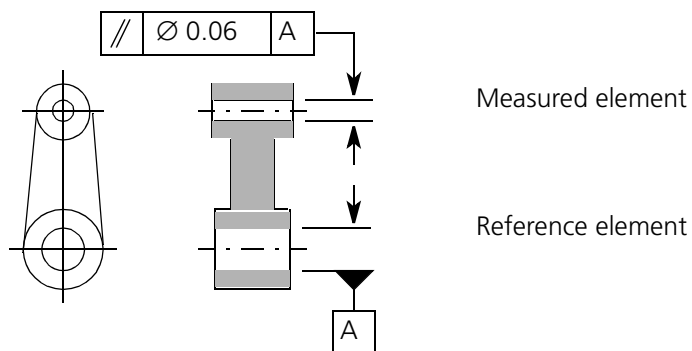 // Ø 0.06 A
Measured element
Reference element
A